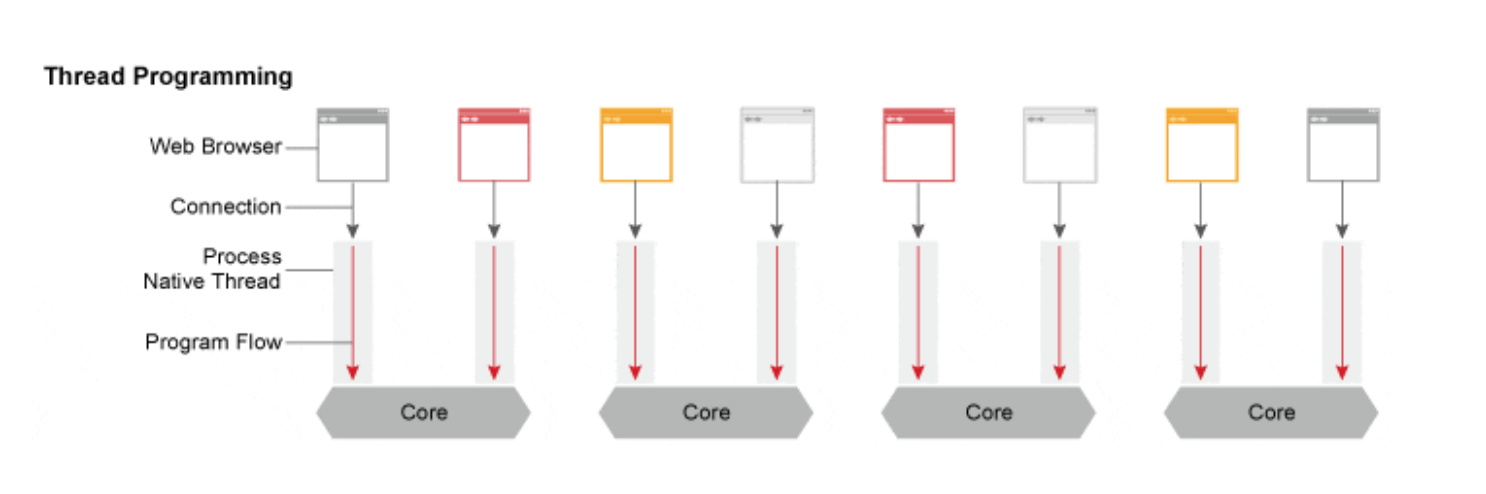 Thread Programming
Web Browser
Connection
Process
Native Thread
Program Flow
Core
Core
Core
Core